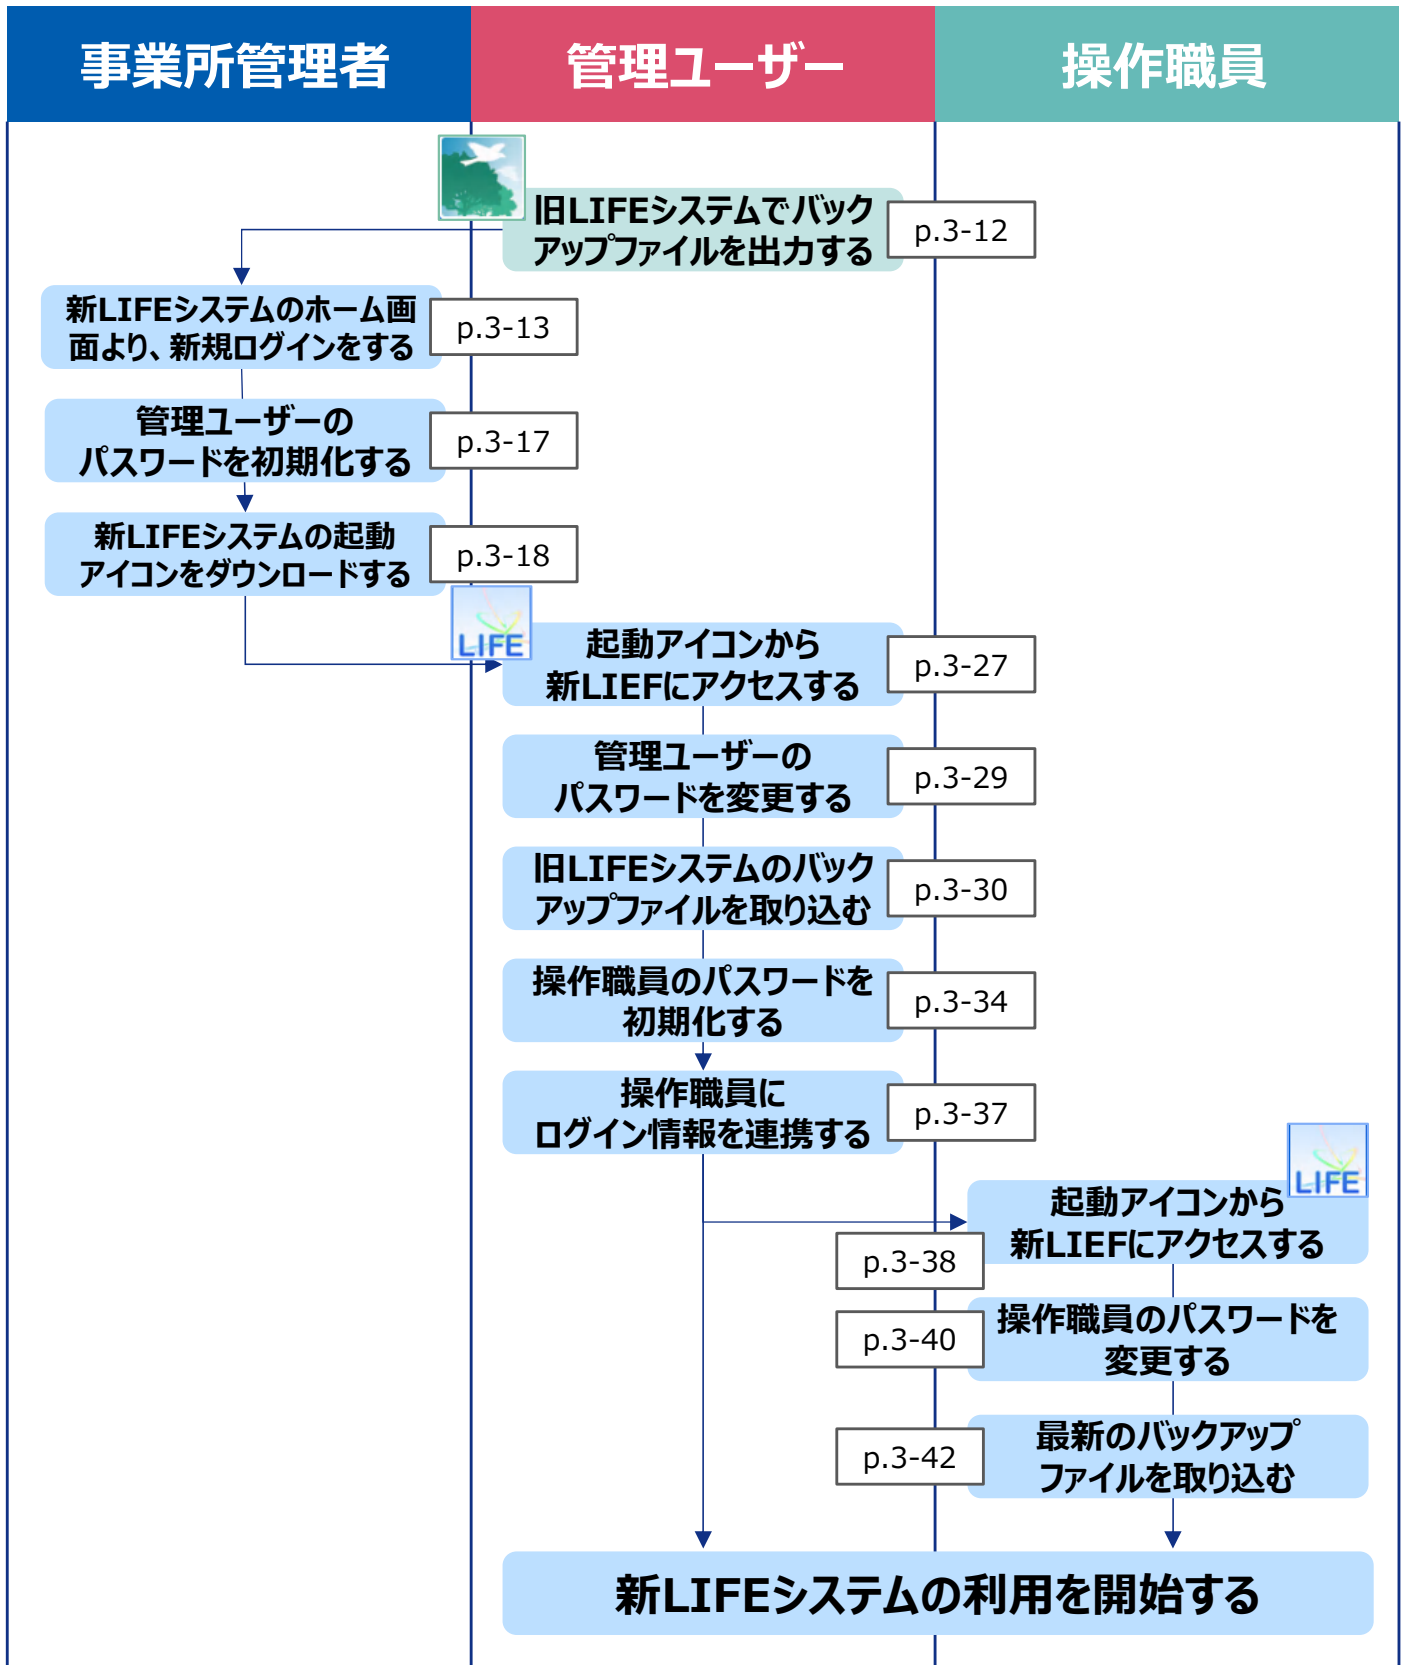 事業所管理者
管理ユーザー
操作職員
旧LIFEシステムでバック
アップファイルを出力する
p.3-12
新LIFEシステムのホーム画
面より、新規ログインをする
p.3-13
管理ユーザーの
パスワードを初期化する
p.3-17
新LIFEシステムの起動
アイコンをダウンロードする
p.3-18
LIFE
起動アイコンから
新LIEFにアクセスする
p.3-27
管理ユーザーの
パスワードを変更する
p.3-29
旧LIFEシステムのバック
アップファイルを取り込む
p.3-30
操作職員のパスワードを
初期化する
p.3-34
操作職員に
ログイン情報を連携する
p.3-37
LIFE
起動アイコンから
新LIEFにアクセスする
p.3-38
操作職員のパスワードを
変更する
p.3-40
最新のバックアップ
ファイルを取り込む
p.3-42
新LIFEシステムの利用を開始する